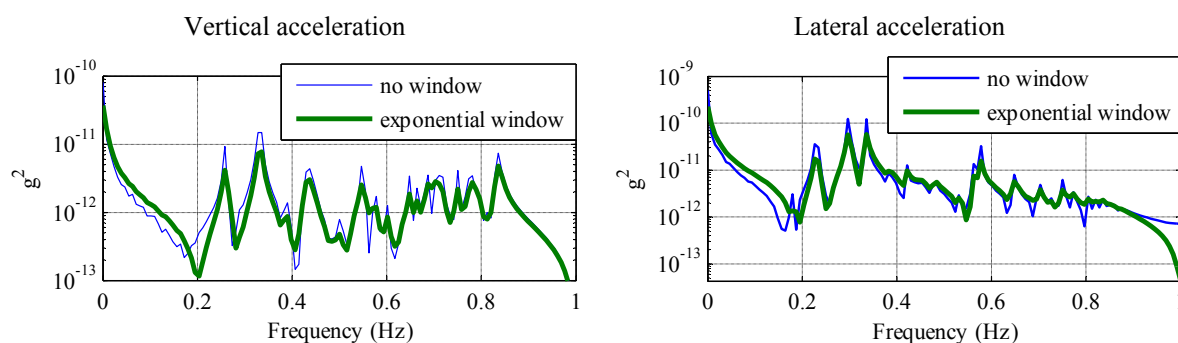 Vertical acceleration
10^-10
10^-11
10^-12
10^-13
g^2
no window
exponential window
0 0.2 0.4 0.6 0.8 1
Frequency (Hz)
Lateral acceleration
10^-9
10^-10
10^-11
10^-12
10^-13
g^2
no window
exponential window
0 0.2 0.4 0.6 0.8
Frequency (Hz)